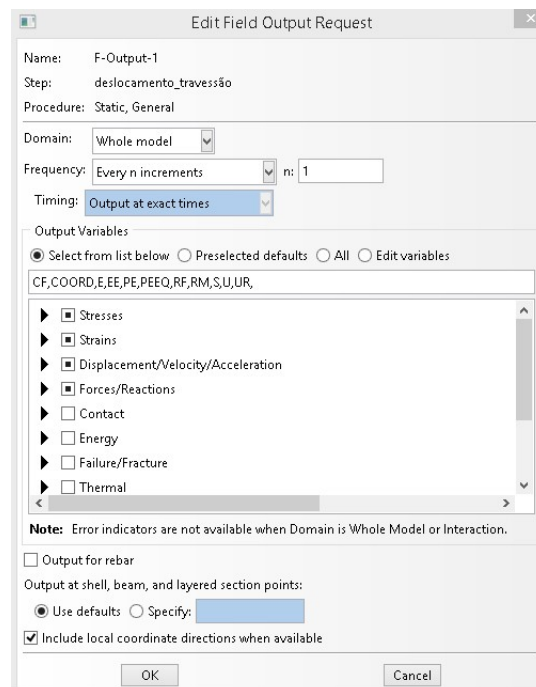 Edit Field Output Request
Name: F-Output-1
Step: deslocamento_travessão
Procedure: Static, General
Domain: Whole model
Frequency: Every n increments n: 1
Timing: Output at exact times
Output Variables
Select from list below Preselected defaults All Edit variables
CF,COORD,E,EE,PE,PEEQ,RF,RM,S,U,UR,
Stresses
Strains
Displacement/Velocity/Acceleration
Forces/Reactions
Contact
Energy
Failure/Fracture
Thermal
Note: Error indicators are not available when Domain is Whole Model or Interaction.
Output for rebar
Output at shell, beam, and layered section points:
Use defaults Specify:
Include local coordinate directions when available
OK Cancel